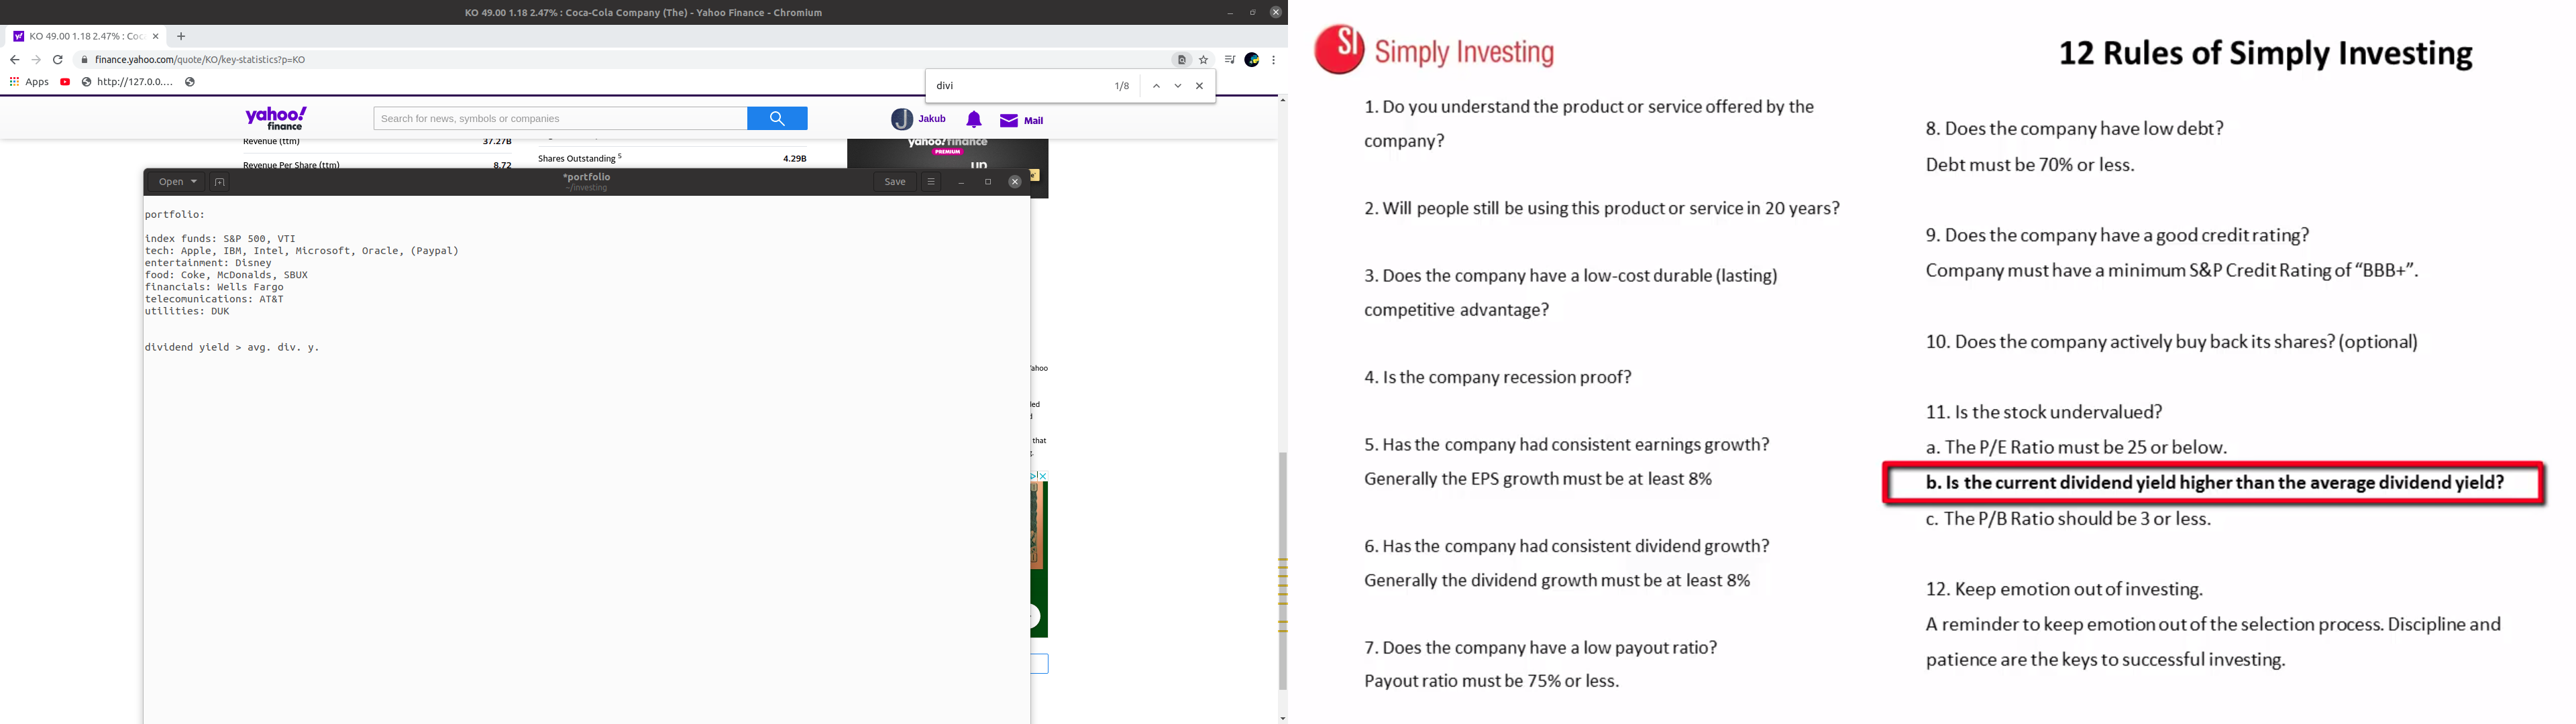 KO 49.00 1.18 2.47% : Coca-Cola Company (The) - Yahoo Finance - Chromium
KO 49.00 1.18 2.47% : Coc
finance.yahoo.com/quote/KO/key-statistics?p=KO
Apps
http://127.0.0....
divi
1/8
yahoo!
finance
Search for news, symbols or companies
Jakub
Mail
Revenue (ttm)
37.27B
Shares Outstanding 5
4.29B
Revenue Per Share (ttm)
8.72
yahoo!finance
PREMIUM
up
Open
*portfolio
~/investing
Save
portfolio:
index funds: S&P 500, VTI
tech: Apple, IBM, Intel, Microsoft, Oracle, (Paypal)
entertainment: Disney
food: Coke, McDonalds, SBUX
financials: Wells Fargo
telecomunications: AT&T
utilities: DUK
dividend yield > avg. div. y.
that
SI Simply Investing
12 Rules of Simply Investing
1. Do you understand the product or service offered by the
company?
2. Will people still be using this product or service in 20 years?
3. Does the company have a low-cost durable (lasting)
competitive advantage?
4. Is the company recession proof?
5. Has the company had consistent earnings growth?
Generally the EPS growth must be at least 8%
6. Has the company had consistent dividend growth?
Generally the dividend growth must be at least 8%
7. Does the company have a low payout ratio?
Payout ratio must be 75% or less.
8. Does the company have low debt?
Debt must be 70% or less.
9. Does the company have a good credit rating?
Company must have a minimum S&P Credit Rating of “BBB+”.
10. Does the company actively buy back its shares? (optional)
11. Is the stock undervalued?
a. The P/E Ratio must be 25 or below.
b. Is the current dividend yield higher than the average dividend yield?
c. The P/B Ratio should be 3 or less.
12. Keep emotion out of investing.
A reminder to keep emotion out of the selection process. Discipline and
patience are the keys to successful investing.